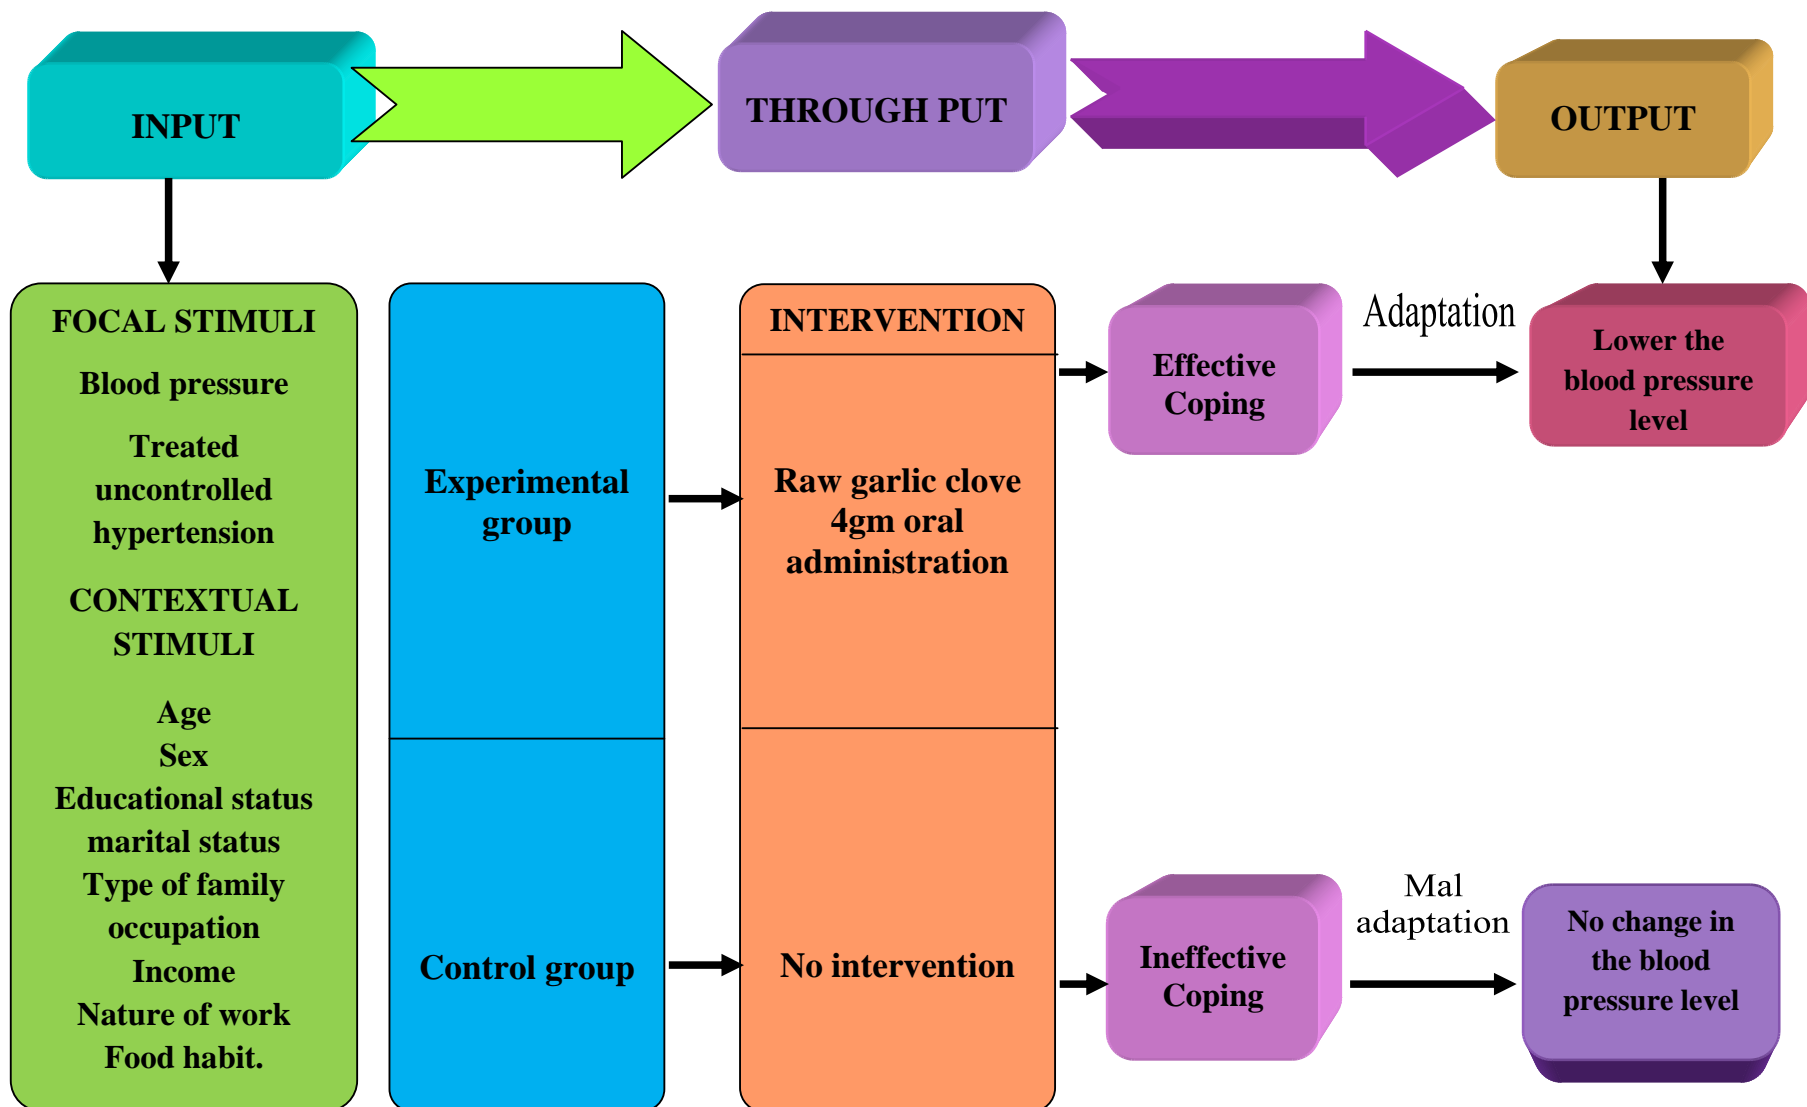 INPUT
THROUGH PUT
OUTPUT
FOCAL STIMULI
Blood pressure
Treated
uncontrolled
hypertension
CONTEXTUAL
STIMULI
Age
Sex
Educational status
marital status
Type of family
occupation
Income
Nature of work
Food habit.
Experimental
group
Control group
INTERVENTION
Raw garlic clove
4gm oral
administration
No intervention
Effective
Coping
Adaptation
Lower the
blood pressure
level
Ineffective
Coping
Mal
adaptation
No change in
the blood
pressure level